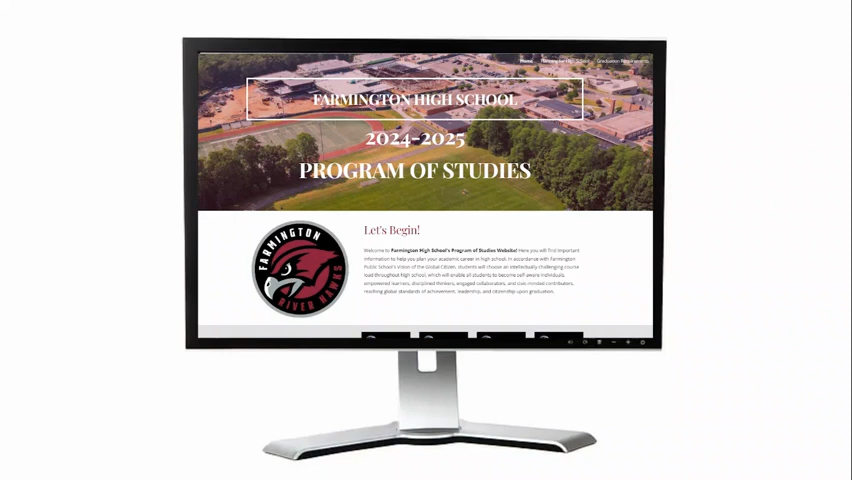 Home Farmington High School Graduation Requirements
FARMINGTON HIGH SCHOOL
2024-2025
PROGRAM OF STUDIES
FARMINGTON
RIVER HAWKS
Let's Begin!
Welcome to Farmington High School's Program of Studies Website! Here you will find important
information to help you plan your academic career in high school. In accordance with Farmington
Public School's Vision of the Global Citizen, students will choose an intellectually challenging course
load throughout high school, which will enable all students to become self-aware individuals,
empowered learners, disciplined thinkers, engaged collaborators, and civic-minded contributors,
reaching global standards of achievement, leadership, and citizenship upon graduation.